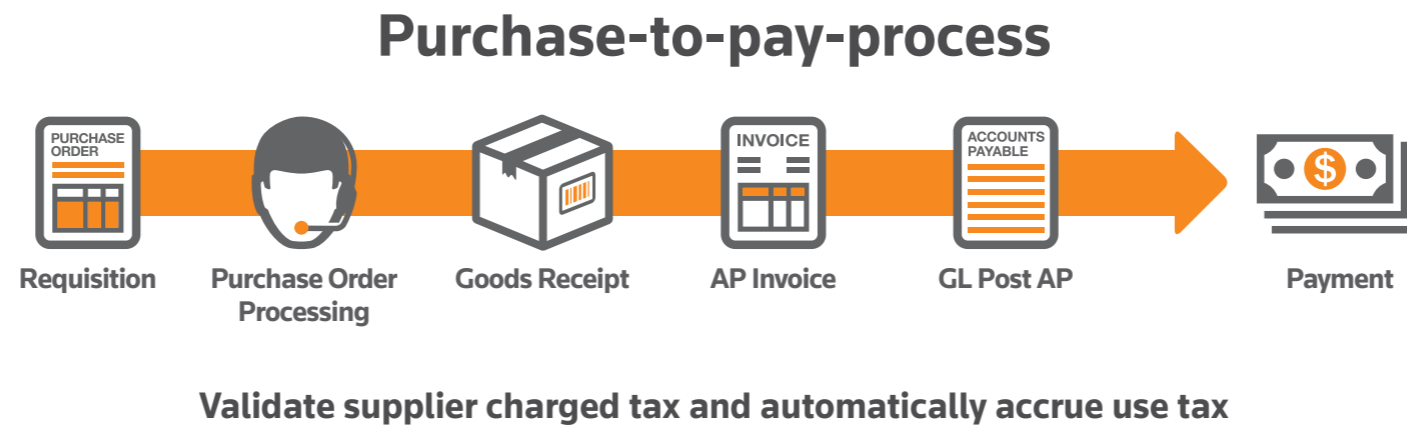 Purchase-to-pay-process
PURCHASE
ORDER
INVOICE
ACCOUNTS
PAYABLE
$
Requisition
Purchase Order
Processing
Goods Receipt
AP Invoice
GL Post AP
Payment
Validate supplier charged tax and automatically accrue use tax